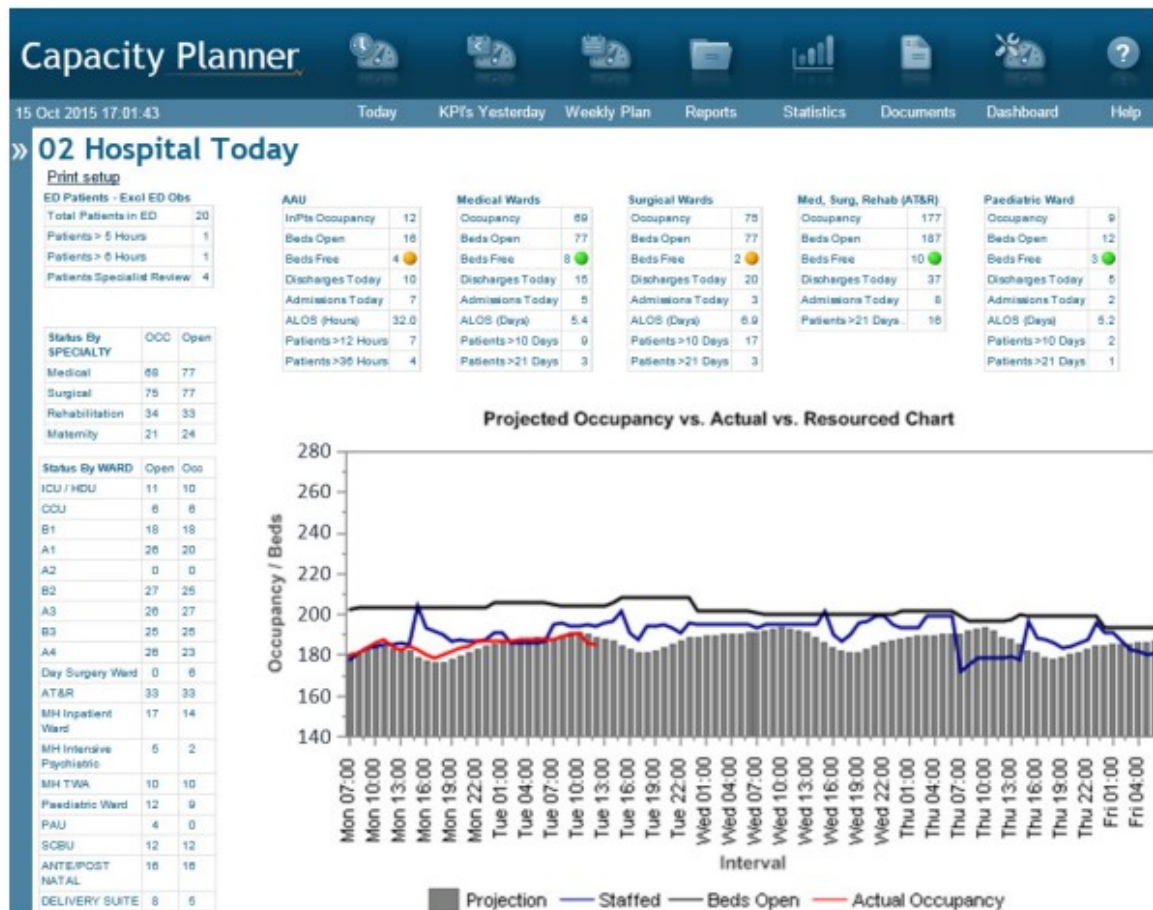 Capacity Planner
15 Oct 2015 17:01:43
Today KPI's Yesterday Weekly Plan Reports Statistics Documents Dashboard Help
» 02 Hospital Today
Print setup
ED Patients - Excl ED Obs
Total Patients in ED 20
Patients > 5 Hours 1
Patients > 6 Hours 1
Patients Specialist Review 4
AAU
InPts Occupancy 12
Beds Open 16
Beds Free 4
Discharges Today 10
Admissions Today 7
ALOS (Hours) 32.0
Patients >12 Hours 7
Patients >36 Hours 4
Medical Wards
Occupancy 69
Beds Open 77
Beds Free 8
Discharges Today 15
Admissions Today 5
ALOS (Days) 5.4
Patients >10 Days 9
Patients >21 Days 3
Surgical Wards
Occupancy 75
Beds Open 77
Beds Free 2
Discharges Today 20
Admissions Today 3
ALOS (Days) 6.9
Patients >10 Days 17
Patients >21 Days 3
Med, Surg, Rehab (AT&R)
Occupancy 177
Beds Open 187
Beds Free 10
Discharges Today 37
Admissions Today 8
Patients >21 Days . 16
Paediatric Ward
Occupancy 9
Beds Open 12
Beds Free 3
Discharges Today 5
Admissions Today 2
ALOS (Days) 5.2
Patients >10 Days 2
Patients >21 Days 1
Status By SPECIALTY OCC Open
Medical 69 77
Surgical 75 77
Rehabilitation 34 33
Maternity 21 24
Status By WARD Open Occ
ICU / HDU 11 10
CCU 6 6
B1 18 18
A1 26 20
A2 0 0
B2 27 25
A3 26 27
B3 25 25
A4 26 23
Day Surgery Ward 0 6
AT&R 33 33
MH Inpatient Ward 17 14
MH Intensive Psychiatric 5 2
MH TWA 10 10
Paediatric Ward 12 9
PAU 4 0
SCBU 12 12
ANTE/POST NATAL 16 16
DELIVERY SUITE 8 5
Projected Occupancy vs. Actual vs. Resourced Chart
Occupancy / Beds
280
260
240
220
200
180
160
140
Mon 07:00
Mon 10:00
Mon 13:00
Mon 16:00
Mon 19:00
Mon 22:00
Tue 01:00
Tue 04:00
Tue 07:00
Tue 10:00
Tue 13:00
Tue 16:00
Tue 19:00
Tue 22:00
Wed 01:00
Wed 04:00
Wed 07:00
Wed 10:00
Wed 13:00
Wed 16:00
Wed 19:00
Wed 22:00
Thu 01:00
Thu 04:00
Thu 07:00
Thu 10:00
Thu 13:00
Thu 16:00
Thu 19:00
Thu 22:00
Fri 01:00
Fri 04:00
Interval
Projection Staffed Beds Open Actual Occupancy